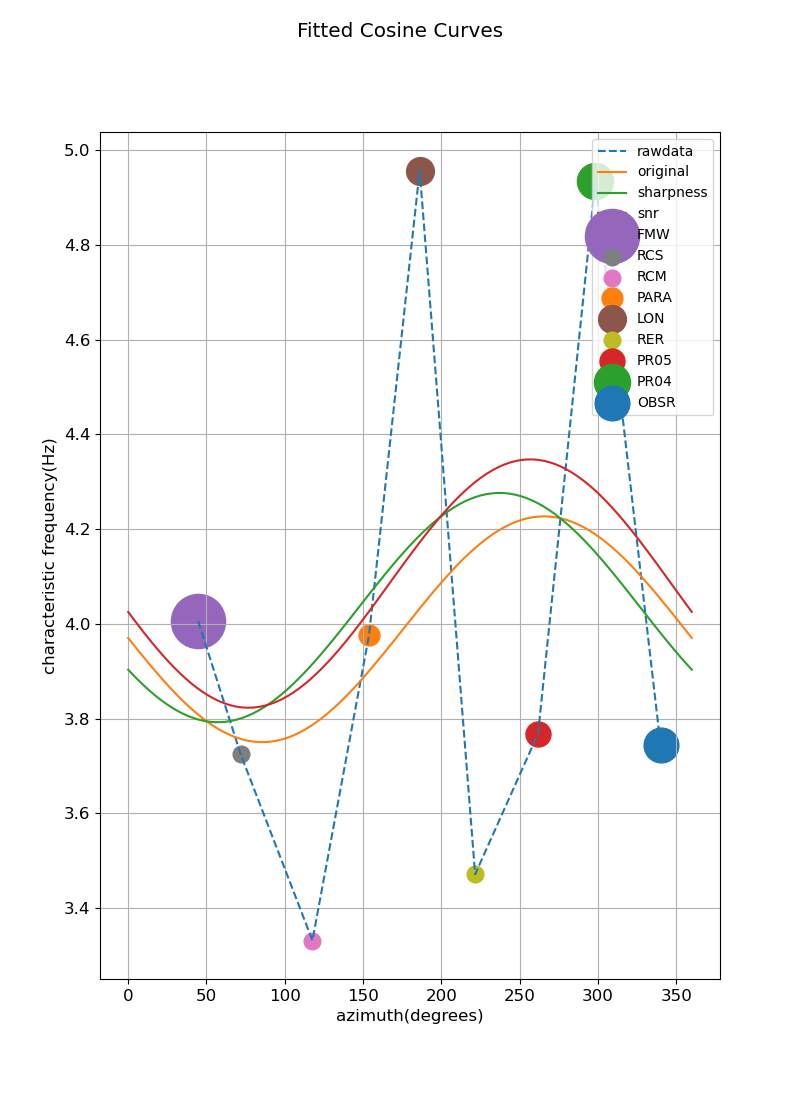 Fitted Cosine Curves
5.0
4.8
4.6
4.4
4.2
4.0
3.8
3.6
3.4
characteristic frequency(Hz)
rawdata
original
sharpness
snr
FMW
RCS
RCM
PARA
LON
RER
PR05
PR04
OBSR
0 50 100 150 200 250 300 350
azimuth(degrees)